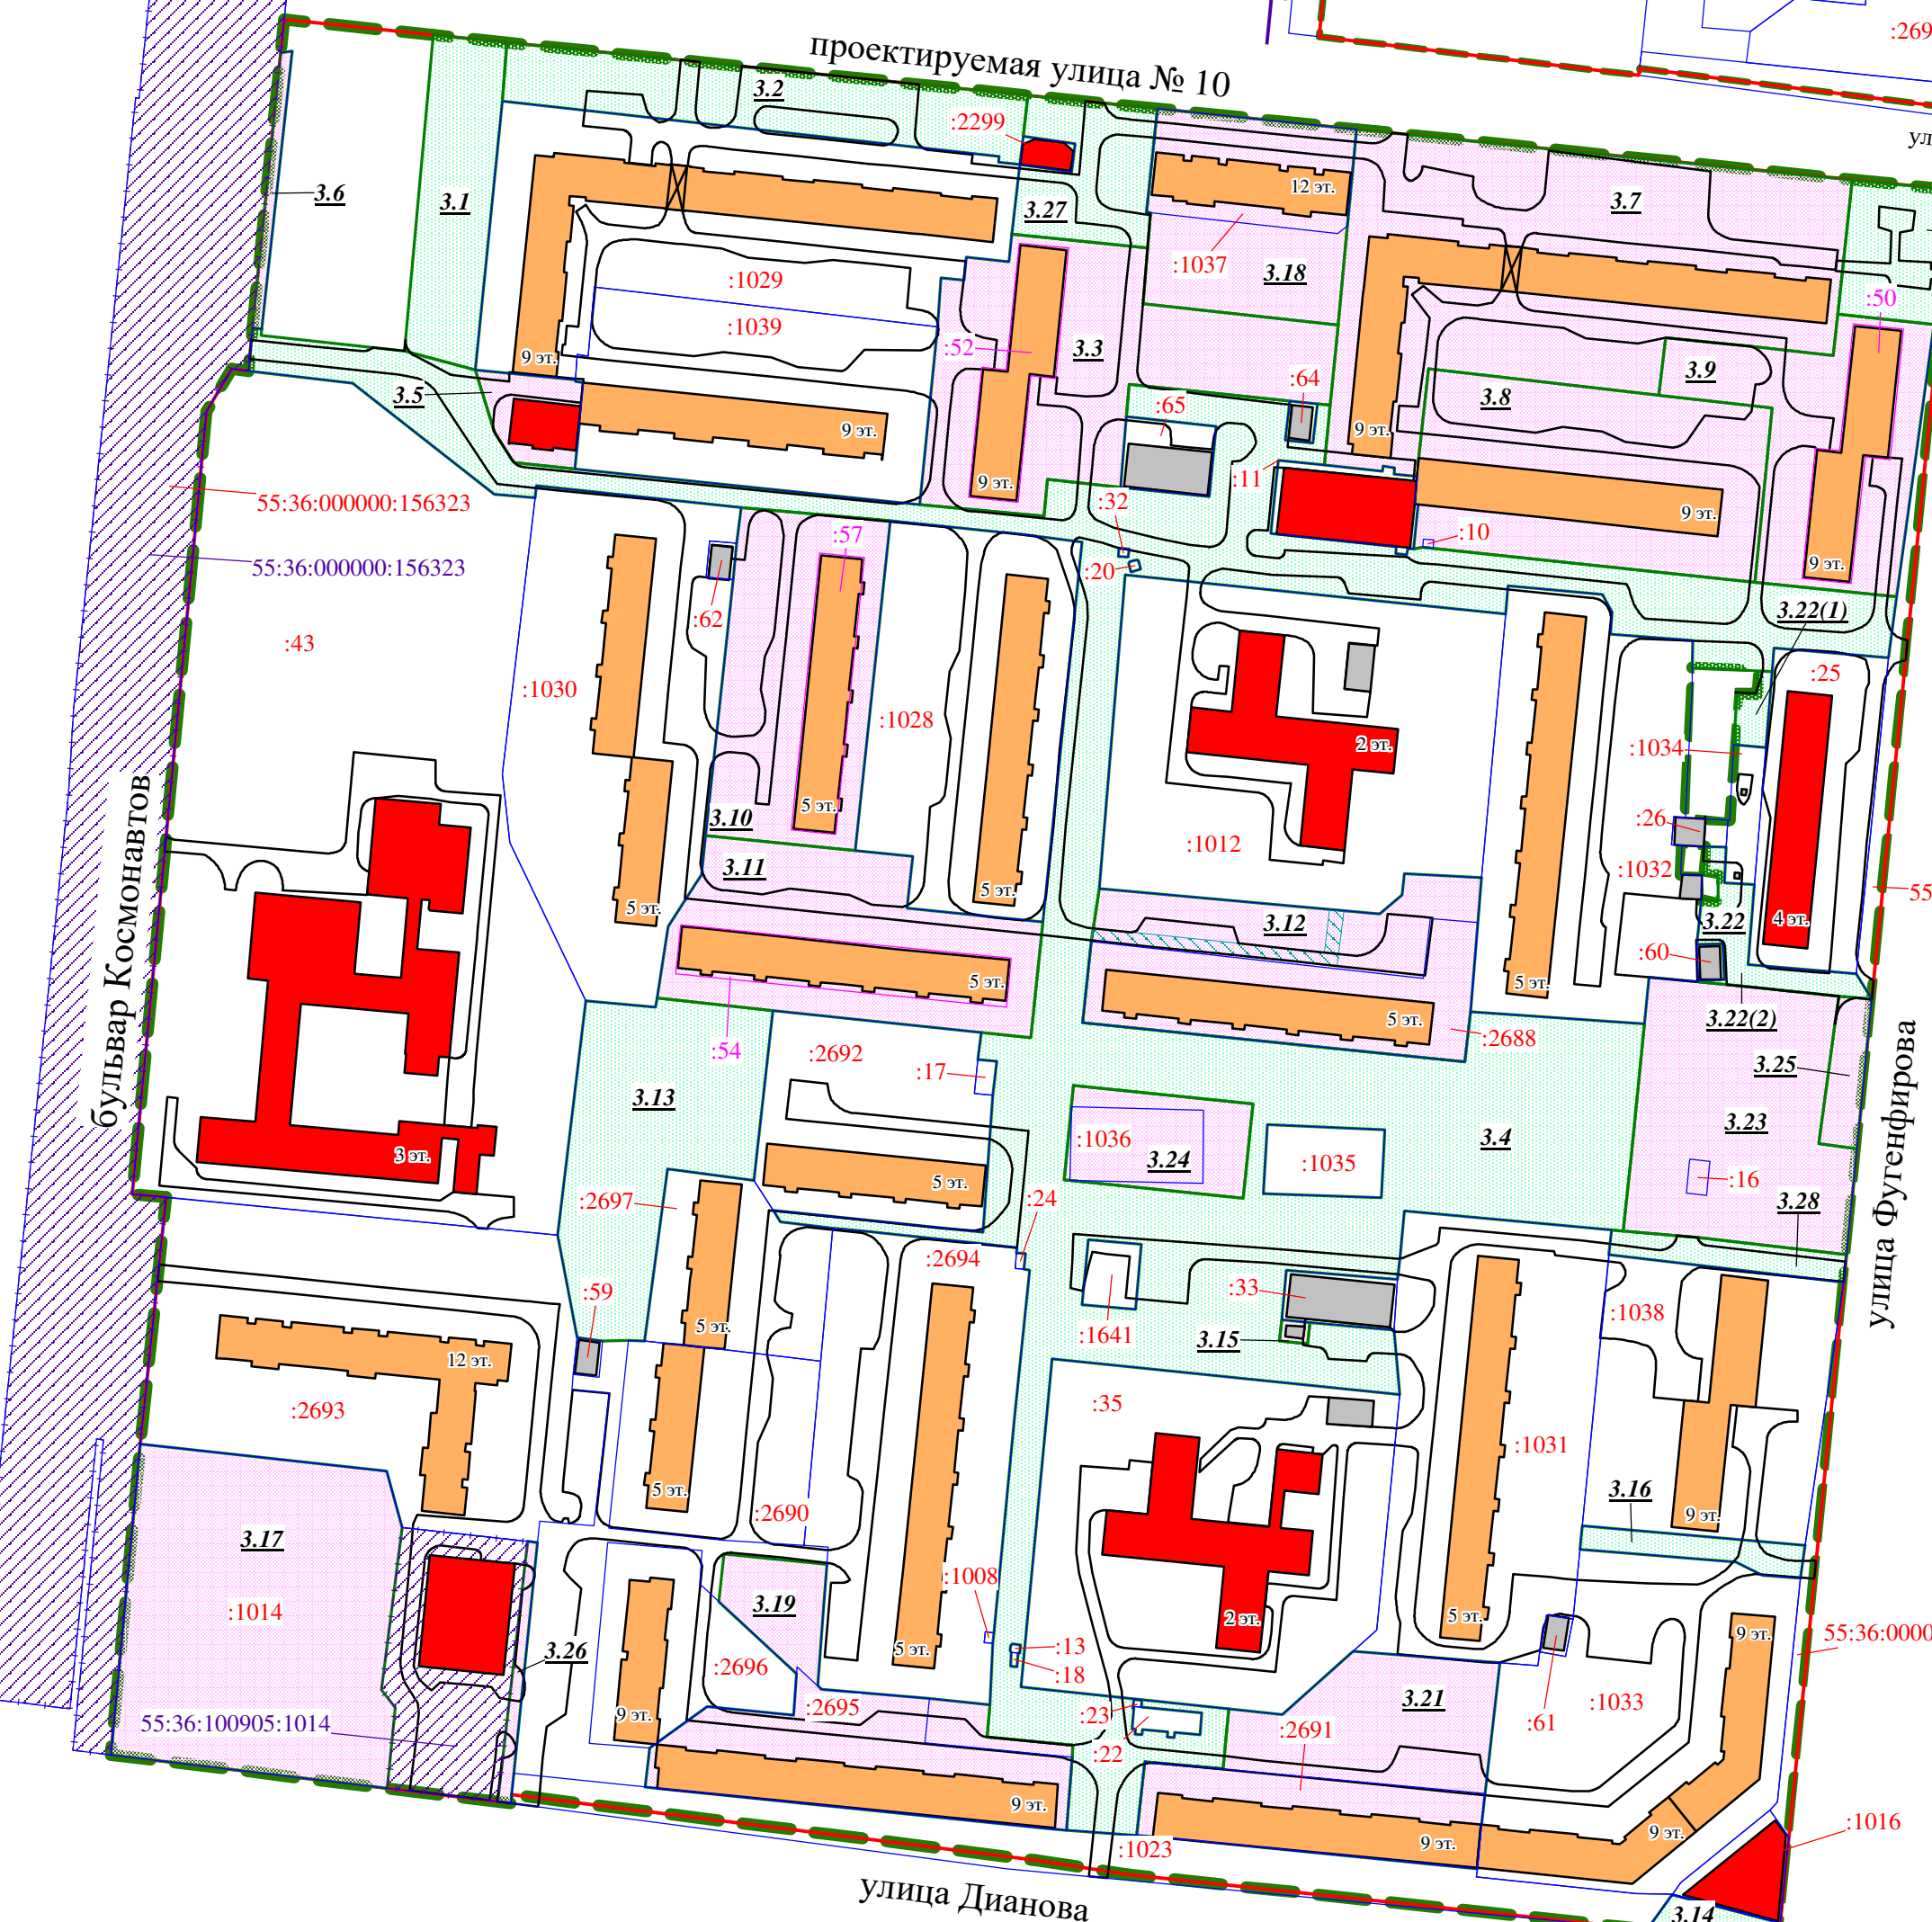 проектируемая улица № 10
:269
ул
3.2
:2299
3.6
3.1
3.27
12 эт.
3.7
:1037
3.18
:1029
:1039
:50
:52
3.3
9 эт.
3.5
:64
3.9
3.8
:65
9 эт.
9 эт.
9 эт.
:11
:32
9 эт.
:10
9 эт.
55:36:000000:156323
55:36:000000:156323
:57
:20
:62
3.22(1)
:43
:1030
:1028
:25
2 эт.
:1034
5 эт.
3.10
:26
:1012
3.11
:1032
5 эт.
5 эт.
55
3.12
3.22
4 эт.
:60
5 эт.
5 эт.
бульвар Космонавтов
3.22(2)
5 эт.
:2688
:54
:2692
:17
3.25
3.13
3.23
:1036
3.24
:1035
3.4
3 эт.
5 эт.
:16
:2697
:24
3.28
улица Фугенфирова
:2694
:59
:33
:1038
5 эт.
:1641
3.15
12 эт.
:2693
:35
:1031
5 эт.
:2690
3.16
9 эт.
3.17
:1008
3.19
:1014
5 эт.
2 эт.
5 эт.
9 эт.
55:36:0000
3.26
:13
:18
:2696
:2695
3.21
:1033
9 эт.
:23
:61
55:36:100905:1014
:2691
:22
9 эт.
9 эт.
9 эт.
:1016
:1023
улица Дианова
3.14